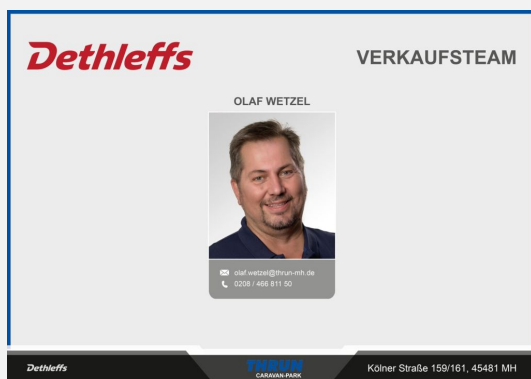 Dethleffs
VERKAUFSTEAM
OLAF WETZEL
olaf.wetzel@thrun-mh.de
0208 / 466 811 50
Dethleffs
THRUN
CARAVAN-PARK
Kölner Straße 159/161, 45481 MH